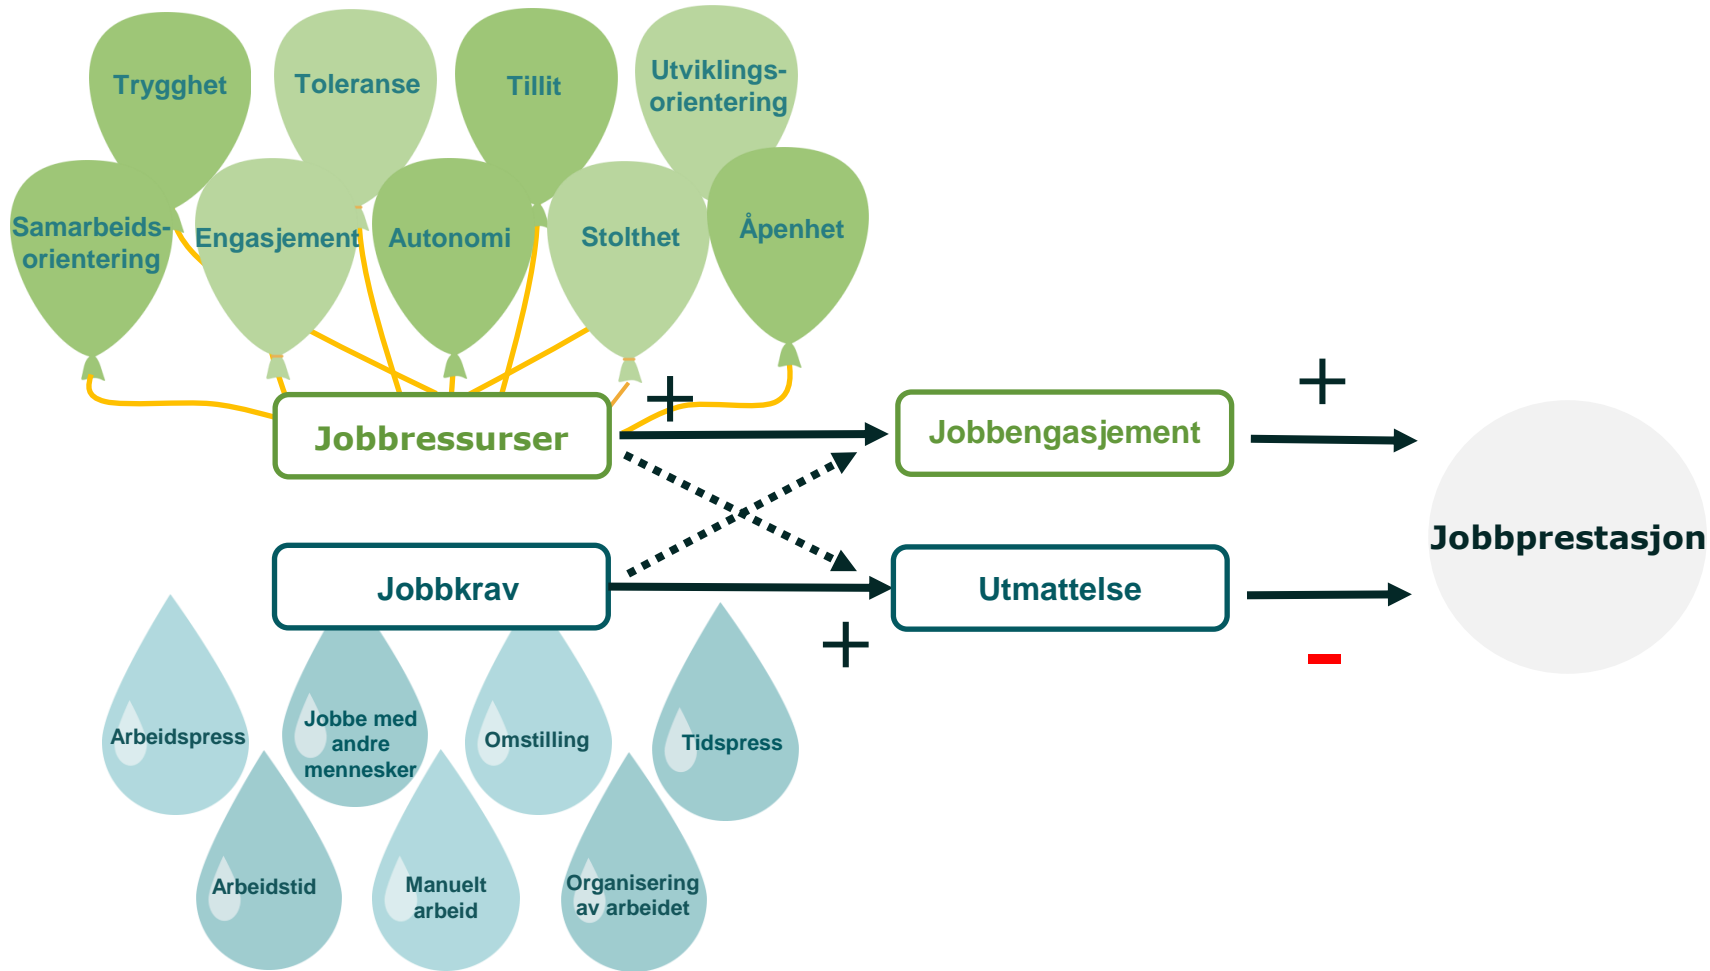 Trygghet
Toleranse
Tillit
Utviklings-
orientering
Samarbeids-
orientering
Engasjement
Autonomi
Stolthet
Åpenhet
+
+
Jobbressurser
Jobbengasjement
Jobbprestasjon
Jobbkrav
Utmattelse
+
-
Arbeidspress
Jobbe med
andre
mennesker
Omstilling
Tidspress
Arbeidstid
Manuelt
arbeid
Organisering
av arbeidet